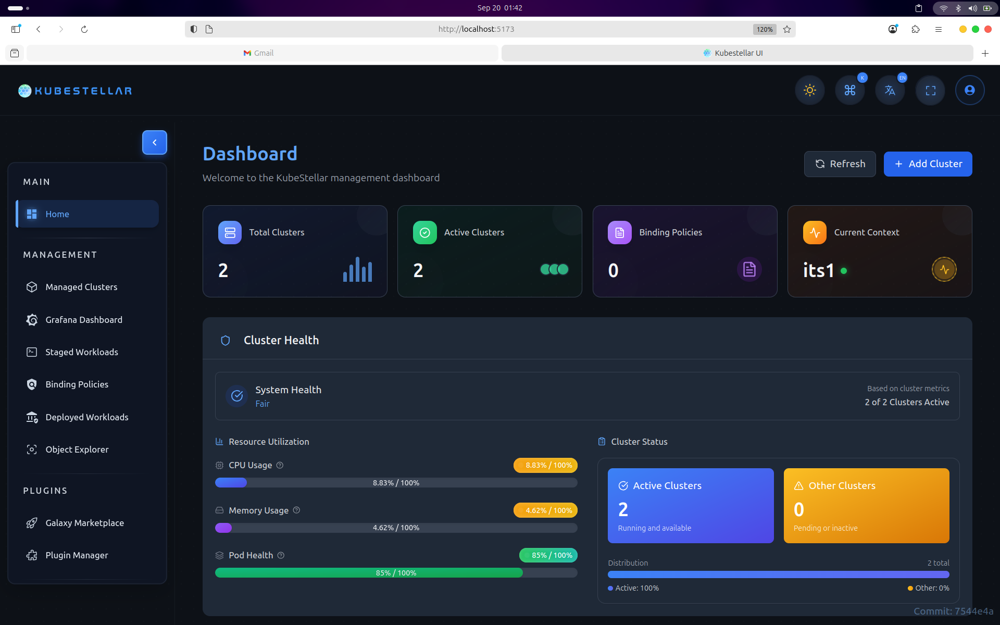 Sep 20 01:42
http://localhost:5173
120%
Gmail
Kubestellar UI
KUBESTELLAR
K
EN
MAIN
Home
MANAGEMENT
Managed Clusters
Grafana Dashboard
Staged Workloads
Binding Policies
Deployed Workloads
Object Explorer
PLUGINS
Galaxy Marketplace
Plugin Manager
Dashboard
Welcome to the KubeStellar management dashboard
Refresh
Add Cluster
Total Clusters
2
Active Clusters
2
Binding Policies
0
Current Context
its1
Cluster Health
System Health
Fair
Based on cluster metrics
2 of 2 Clusters Active
Resource Utilization
CPU Usage
8.83% / 100%
8.83% / 100%
Memory Usage
4.62% / 100%
4.62% / 100%
Pod Health
85% / 100%
85% / 100%
Cluster Status
Active Clusters
2
Running and available
Other Clusters
0
Pending or inactive
Distribution
2 total
Active: 100%
Other: 0%
Commit: 7544e4a